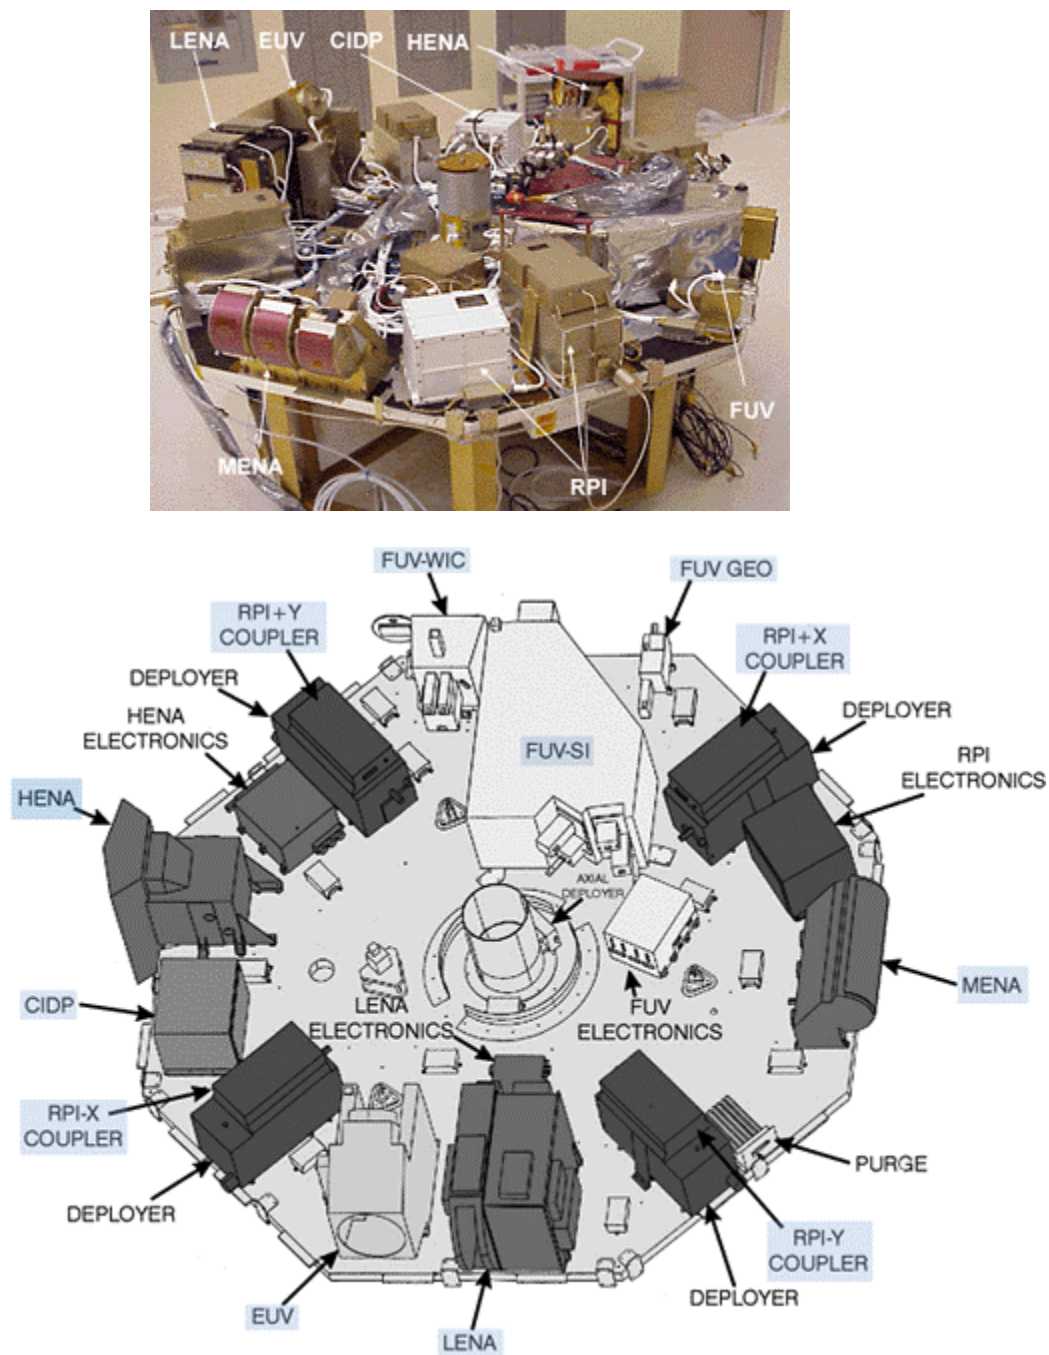 LENA EUV CIDP HENA
FUV
MENA
RPI
FUV-WIC
FUV GEO
RPI+Y
COUPLER
RPI+X
COUPLER
DEPLOYER
DEPLOYER
HENA
ELECTRONICS
RPI
ELECTRONICS
FUV-SI
HENA
AXIAL
DEPLOYER
MENA
CIDP
LENA
ELECTRONICS
FUV
ELECTRONICS
RPI-X
COUPLER
PURGE
DEPLOYER
RPI-Y
COUPLER
DEPLOYER
EUV
LENA